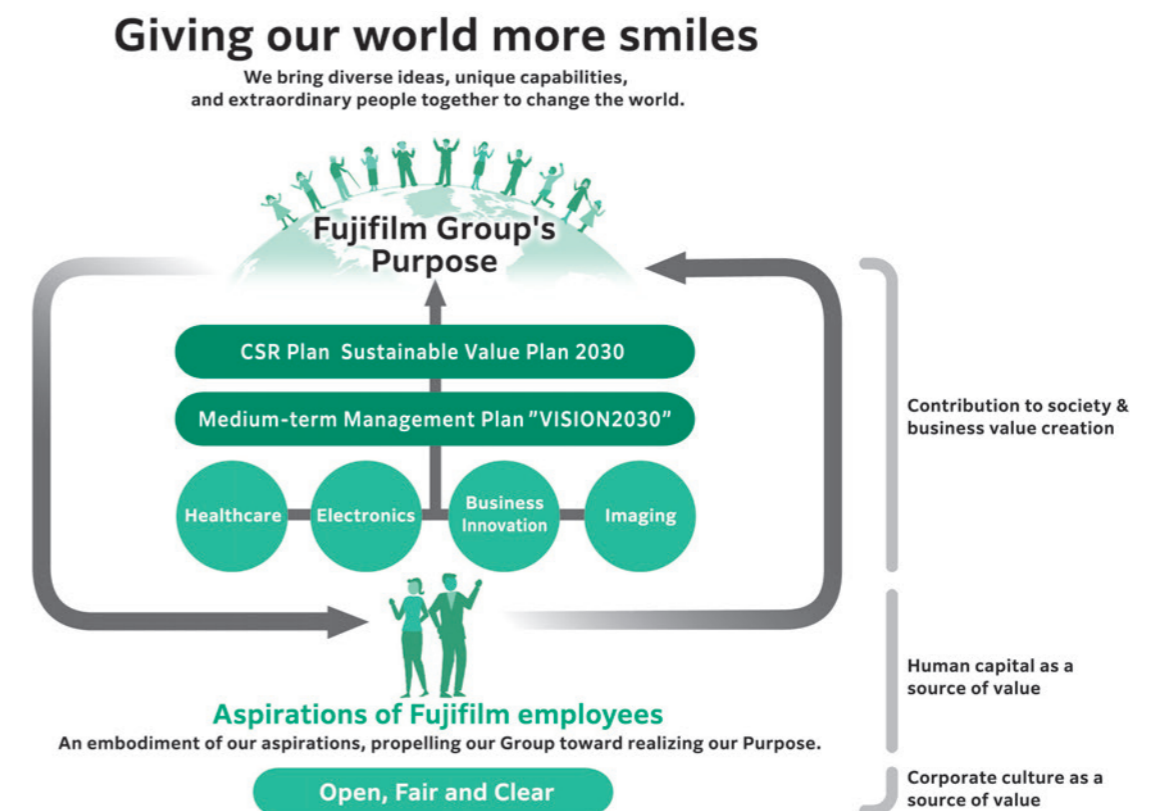 Giving our world more smiles
We bring diverse ideas, unique capabilities,
and extraordinary people together to change the world.
Fujifilm Group's
Purpose
CSR Plan  Sustainable Value Plan 2030
Medium-term Management Plan ”VISION2030”
Healthcare
Electronics
Business
Innovation
Imaging
Contribution to society &
business value creation
Human capital as a
source of value
Aspirations of Fujifilm employees
An embodiment of our aspirations, propelling our Group toward realizing our Purpose.
Open, Fair and Clear
Corporate culture as a
source of value